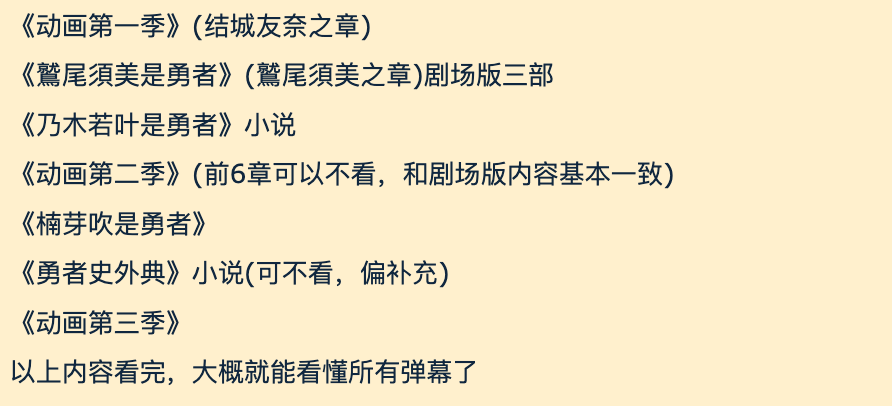 《动画第一季》(结城友奈之章)
《鷲尾須美是勇者》(鷲尾須美之章)剧场版三部
《乃木若叶是勇者》小说
《动画第二季》(前6章可以不看，和剧场版内容基本一致)
《楠芽吹是勇者》
《勇者史外典》小说(可不看，偏补充)
《动画第三季》
以上内容看完，大概就能看懂所有弹幕了